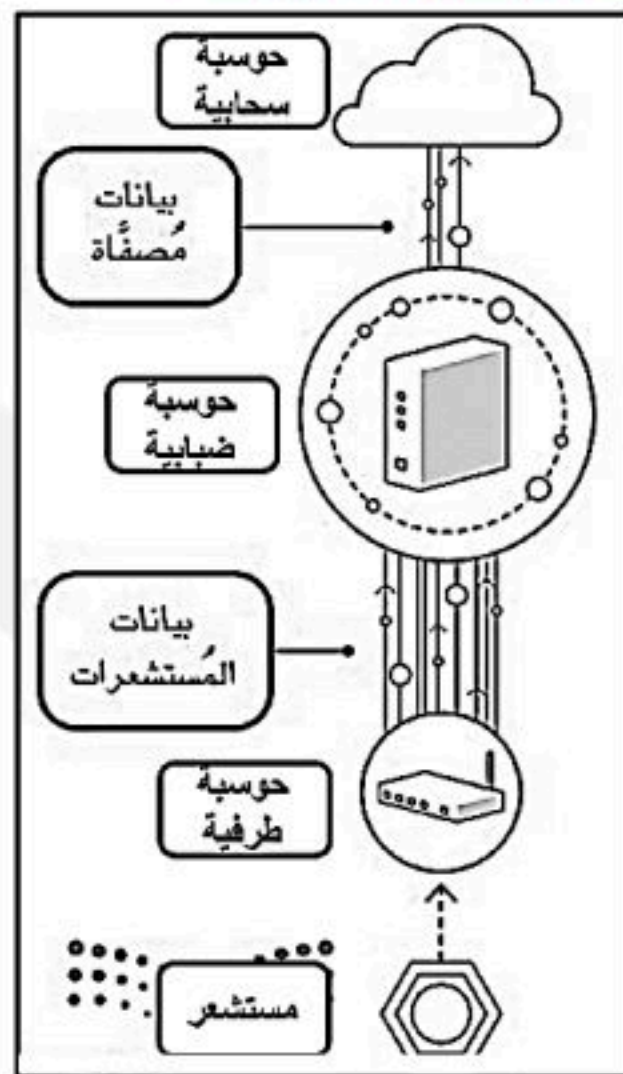 حوسبة
سحابية
بيانات
مُصفَّاة
حوسبة
ضبابية
بيانات
المُستشعرات
حوسبة
طرفية
مستشعر